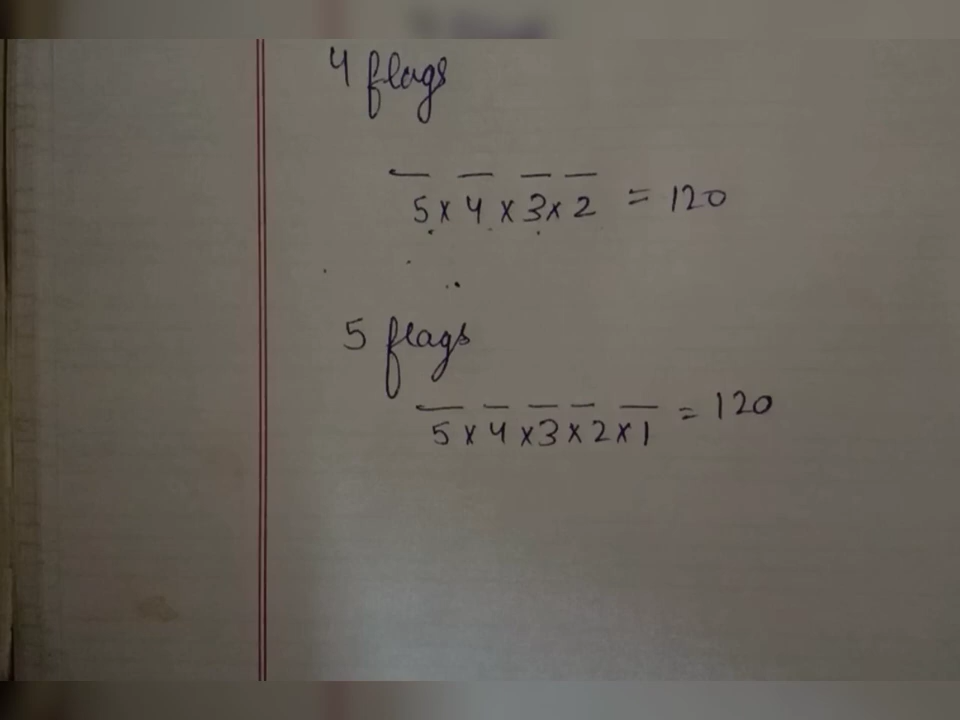 4 flags
5 x 4 x 3 x 2 = 120
5 flags
5 x 4 x 3 x 2 x 1 = 120